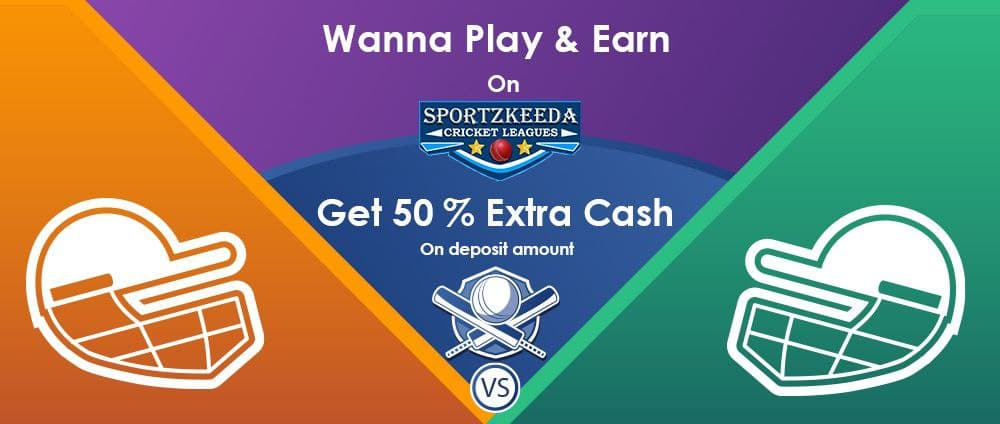 Wanna Play & Earn
On
SPORTZKEEDA
CRICKET LEAGUES
Get 50 % Extra Cash
On deposit amount
VS